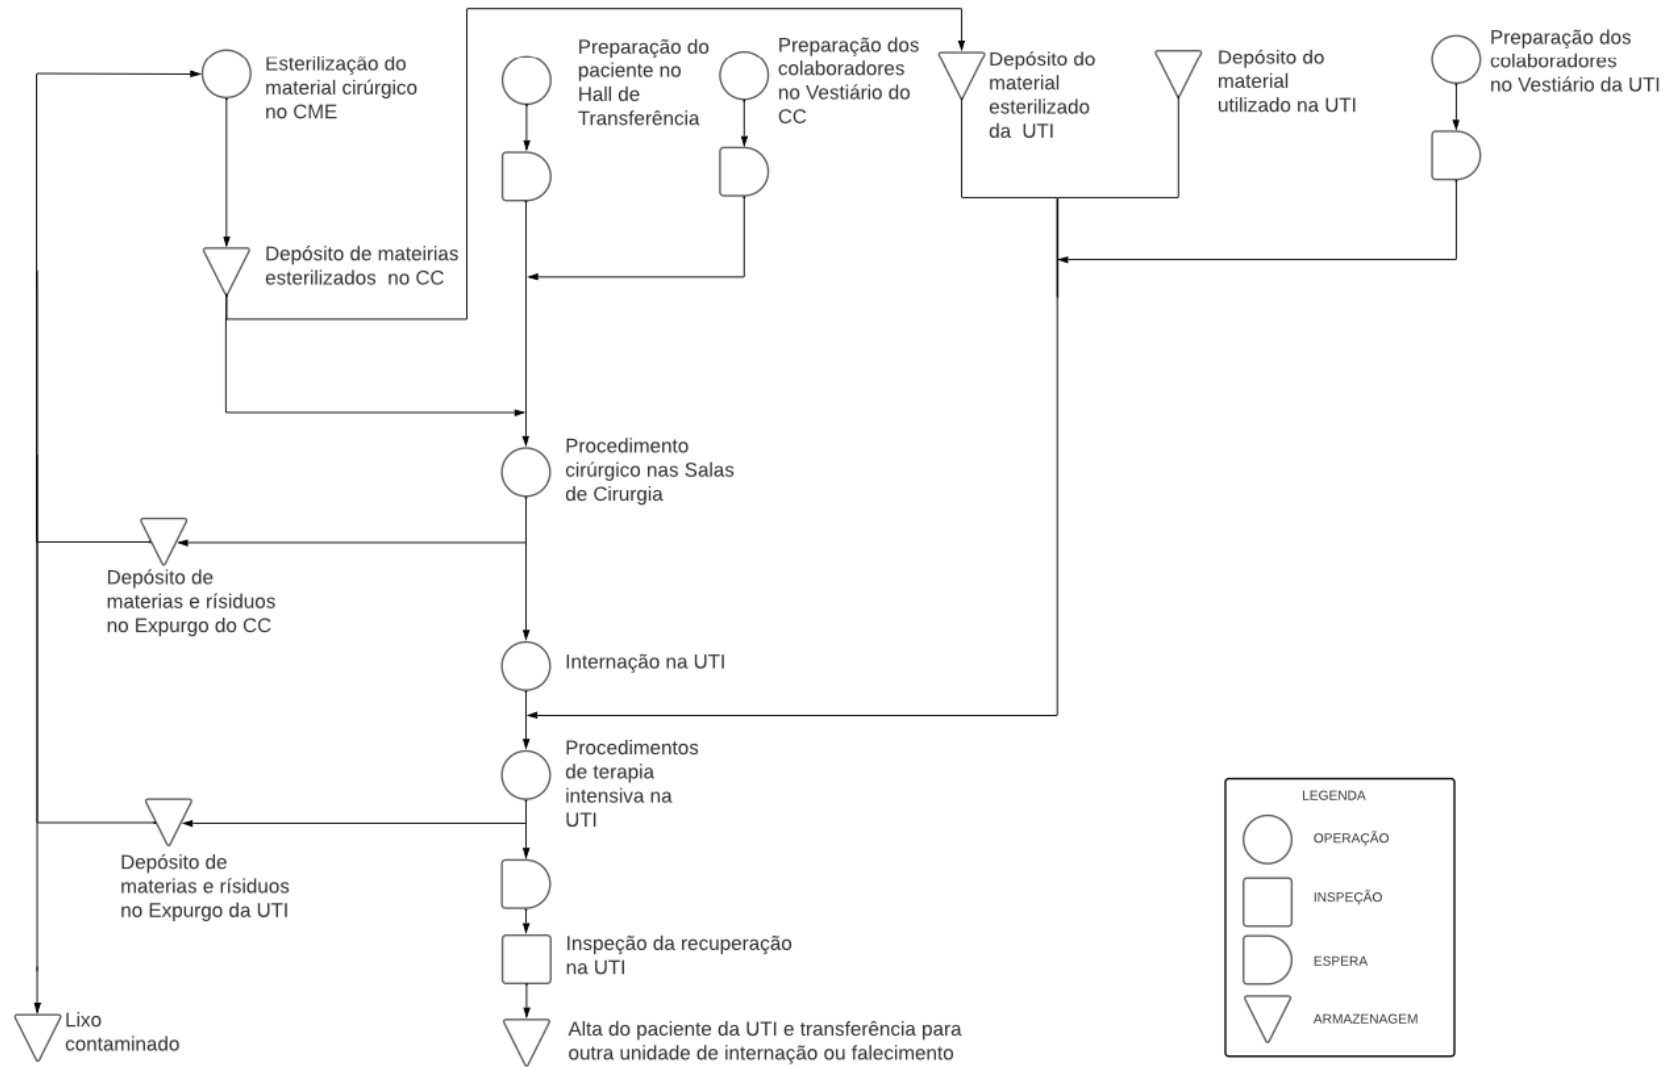 Esterilização do
material cirúrgico
no CME
Preparação do
paciente no
Hall de
Transferência
Preparação dos
colaboradores
no Vestiário do
CC
Depósito do
material
esterilizado
da UTI
Depósito do
material
utilizado na UTI
Preparação dos
colaboradores
no Vestiário da UTI
Depósito de mateirias
esterilizados no CC
Procedimento
cirúrgico nas Salas
de Cirurgia
Depósito de
materias e rísiduos
no Expurgo do CC
Internação na UTI
Procedimentos
de terapia
intensiva na
UTI
Depósito de
materias e rísiduos
no Expurgo da UTI
Inspeção da recuperação
na UTI
Lixo
contaminado
Alta do paciente da UTI e transferência para
outra unidade de internação ou falecimento
LEGENDA
OPERAÇÃO
INSPEÇÃO
ESPERA
ARMAZENAGEM